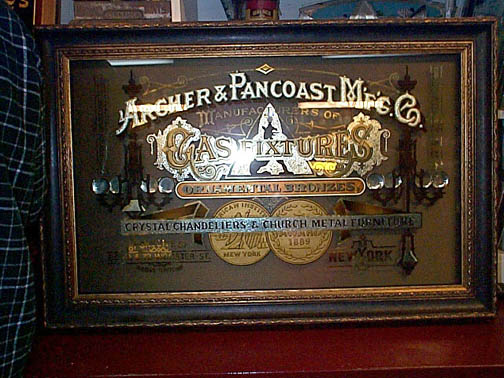 ARCHER & PANCOAST M'F'G. CO.
MANUFACTURERS OF
GAS FIXTURES
A
ORNAMENTAL BRONZES
CRYSTAL CHANDELIERS & CHURCH METAL FURNITURE
NEW YORK
AWARD
1889
NEW YORK